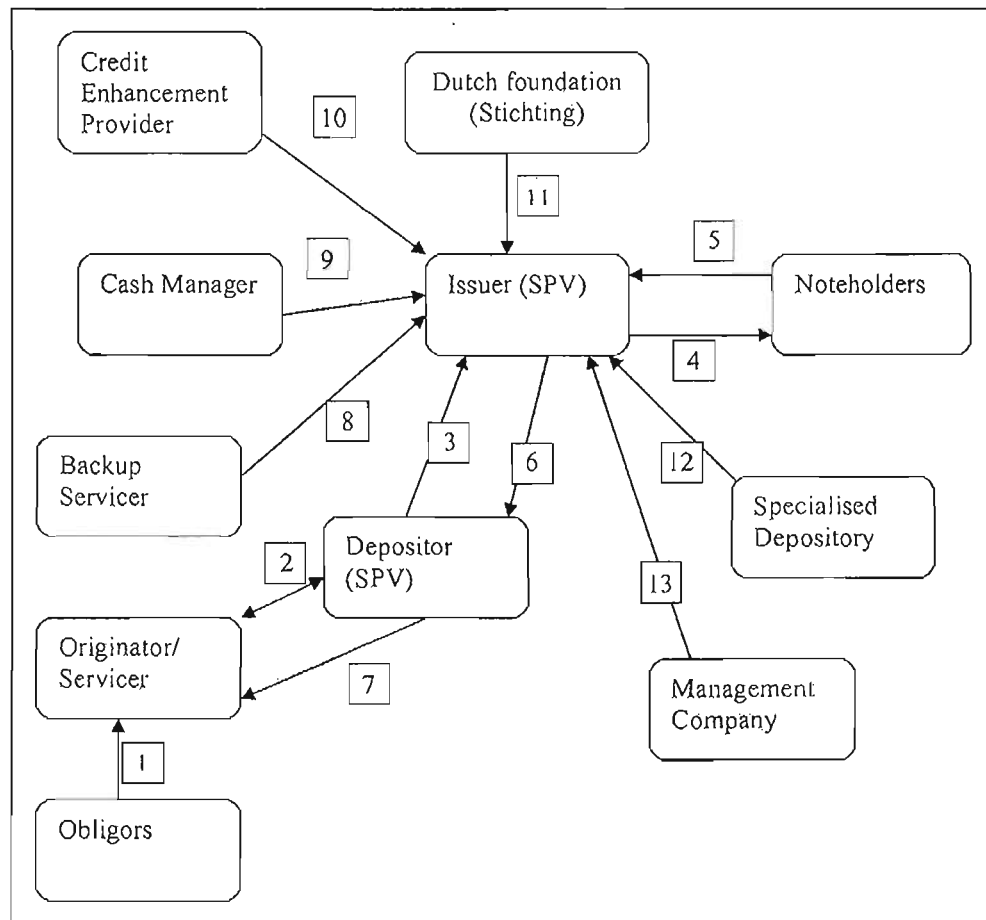 Credit
Enhancement
Provider
10
Dutch foundation
(Stichting)
11
Cash Manager
9
Issuer (SPV)
5
Noteholders
4
Backup
Servicer
8
3
6
12
Specialised
Depository
2
Depositor
(SPV)
13
Originator/
Servicer
7
Management
Company
1
Obligors